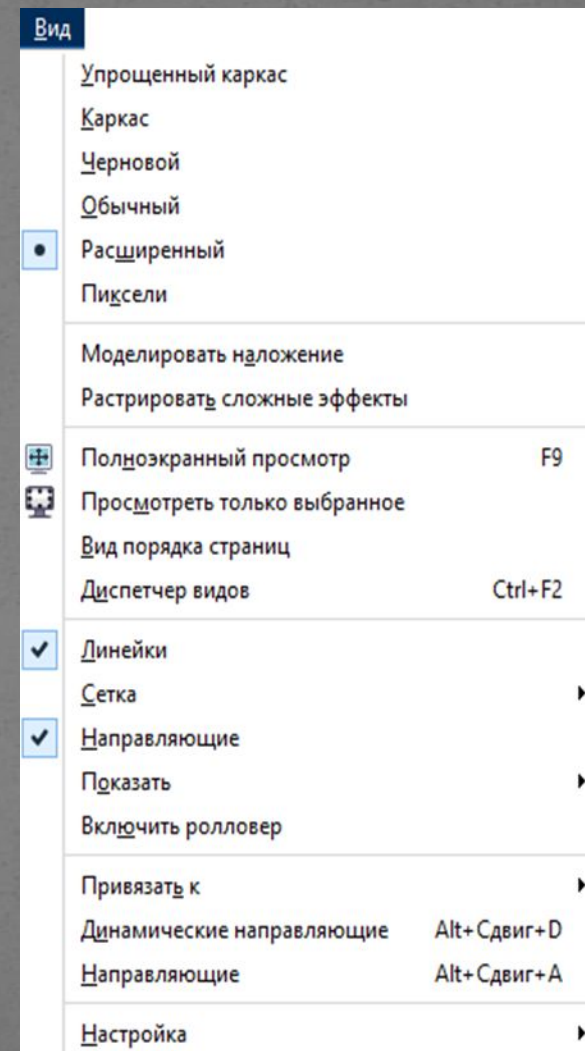 Вид
Упрощенный каркас
Каркас
Черновой
Обычный
Расширенный
Пиксели
Моделировать наложение
Растрировать сложные эффекты
Полноэкранный просмотр F9
Просмотреть только выбранное
Вид порядка страниц
Диспетчер видов Ctrl+F2
Линейки
Сетка
Направляющие
Показать
Включить ролловер
Привязать к
Динамические направляющие Alt+Сдвиг+D
Направляющие Alt+Сдвиг+A
Настройка